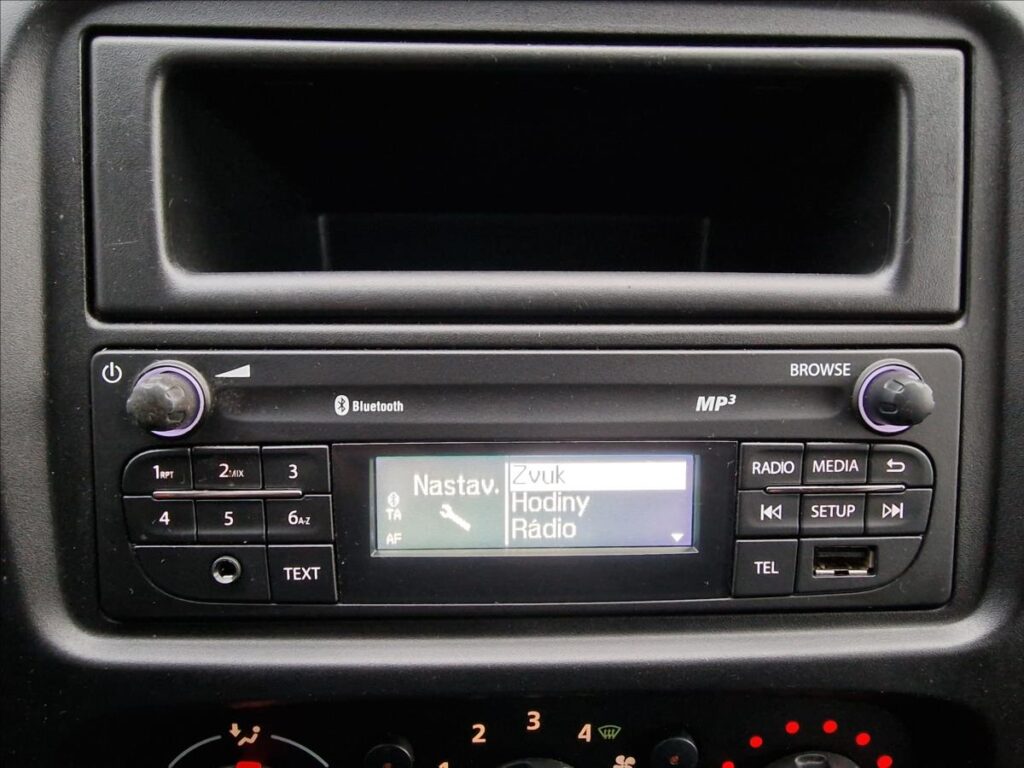 BROWSE
Bluetooth
MP3
1RPT
2MIX
3
4
5
6A-Z
TEXT
Nastav.
TA
AF
Zvuk
Hodiny
Rádio
RADIO
MEDIA
SETUP
TEL
1
2
3
4